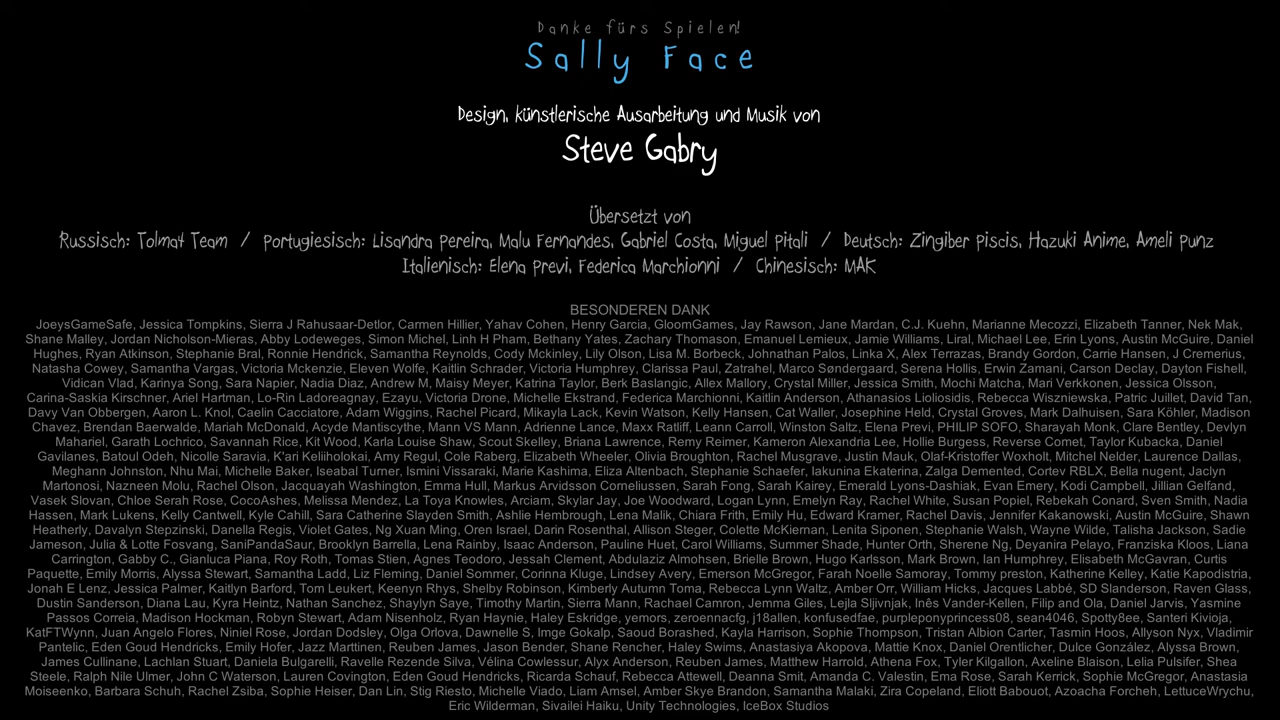 Danke fürs Spielen!
Sally Face
Design, künstlerische Ausarbeitung und Musik von
Steve Gabry
Übersetzt von
Russisch: Tolma4 Team / Portugiesisch: Lisandra Pereira, Malu Fernandes, Gabriel Costa, Miguel Pitali / Deutsch: Zingiber Piscis, Hazuki Anime, Ameli Punz
Italienisch: Elena Previ, Federica Marchionni / Chinesisch: MAK
BESONDEREN DANK
JoeysGameSafe, Jessica Tompkins, Sierra J Rahusaar-Detlor, Carmen Hillier, Yahav Cohen, Henry Garcia, GloomGames, Jay Rawson, Jane Mardan, C.J. Kuehn, Marianne Mecozzi, Elizabeth Tanner, Nek Mak,
Shane Malley, Jordan Nicholson-Mieras, Abby Lodeweges, Simon Michel, Linh H Pham, Bethany Yates, Zachary Thomason, Emanuel Lemieux, Jamie Williams, Liral, Michael Lee, Erin Lyons, Austin McGuire, Daniel
Hughes, Ryan Atkinson, Stephanie Bral, Ronnie Hendrick, Samantha Reynolds, Cody Mckinley, Lily Olson, Lisa M. Borbeck, Johnathan Palos, Linka X, Alex Terrazas, Brandy Gordon, Carrie Hansen, J Cremerius,
Natasha Cowey, Samantha Vargas, Victoria Mckenzie, Eleven Wolfe, Kaitlin Schrader, Victoria Humphrey, Clarissa Paul, Zatrahel, Marco Søndergaard, Serena Hollis, Erwin Zamani, Carson Declay, Dayton Fishell,
Vidican Vlad, Karinya Song, Sara Napier, Nadia Diaz, Andrew M, Maisy Meyer, Katrina Taylor, Berk Baslangic, Allex Mallory, Crystal Miller, Jessica Smith, Mochi Matcha, Mari Verkkonen, Jessica Olsson,
Carina-Saskia Kirschner, Ariel Hartman, Lo-Rin Ladoreagnay, Ezayu, Victoria Drone, Michelle Ekstrand, Federica Marchionni, Kaitlin Anderson, Athanasios Lioliosidis, Rebecca Wiszniewska, Patric Juillet, David Tan,
Davy Van Obbergen, Aaron L. Knol, Caelin Cacciatore, Adam Wiggins, Rachel Picard, Mikayla Lack, Kevin Watson, Kelly Hansen, Cat Waller, Josephine Held, Crystal Groves, Mark Dalhuisen, Sara Köhler, Madison
Chavez, Brendan Baerwalde, Mariah McDonald, Acyde Mantiscythe, Mann VS Mann, Adrienne Lance, Maxx Ratliff, Leann Carroll, Winston Saltz, Elena Previ, PHILIP SOFO, Sharayah Monk, Clare Bentley, Devlyn
Mahariel, Garath Lochrico, Savannah Rice, Kit Wood, Karla Louise Shaw, Scout Skelley, Briana Lawrence, Remy Reimer, Kameron Alexandria Lee, Hollie Burgess, Reverse Comet, Taylor Kubacka, Daniel
Gavilanes, Batoul Odeh, Nicolle Saravia, K'ari Keliiholokai, Amy Regul, Cole Raberg, Elizabeth Wheeler, Olivia Broughton, Rachel Musgrave, Justin Mauk, Olaf-Kristoffer Woxholt, Mitchel Nelder, Laurence Dallas,
Meghann Johnston, Nhu Mai, Michelle Baker, Iseabal Turner, Ismini Vissaraki, Marie Kashima, Eliza Altenbach, Stephanie Schaefer, Iakunina Ekaterina, Zalga Demented, Cortev RBLX, Bella nugent, Jaclyn
Martonosi, Nazneen Molu, Rachel Olson, Jacquayah Washington, Emma Hull, Markus Arvidsson Corneliussen, Sarah Fong, Sarah Kairey, Emerald Lyons-Dashiak, Evan Emery, Kodi Campbell, Jillian Gelfand,
Vasek Slovan, Chloe Serah Rose, CocoAshes, Melissa Mendez, La Toya Knowles, Arciam, Skylar Jay, Joe Woodward, Logan Lynn, Emelyn Ray, Rachel White, Susan Popiel, Rebekah Conard, Sven Smith, Nadia
Hassen, Mark Lukens, Kelly Cantwell, Kyle Cahill, Sara Catherine Slayden Smith, Ashlie Hembrough, Lena Malik, Chiara Frith, Emily Hu, Edward Kramer, Rachel Davis, Jennifer Kakanowski, Austin McGuire, Shawn
Heatherly, Davalyn Stepzinski, Danella Regis, Violet Gates, Ng Xuan Ming, Oren Israel, Darin Rosenthal, Allison Steger, Colette McKiernan, Lenita Siponen, Stephanie Walsh, Wayne Wilde, Talisha Jackson, Sadie
Jameson, Julia & Lotte Fosvang, SaniPandaSaur, Brooklyn Barrella, Lena Rainby, Isaac Anderson, Pauline Huet, Carol Williams, Summer Shade, Hunter Orth, Sherene Ng, Deyanira Pelayo, Franziska Kloos, Liana
Carrington, Gabby C., Gianluca Piana, Roy Roth, Tomas Stien, Agnes Teodoro, Jessah Clement, Abdulaziz Almohsen, Brielle Brown, Hugo Karlsson, Mark Brown, Ian Humphrey, Elisabeth McGavran, Curtis
Paquette, Emily Morris, Alyssa Stewart, Samantha Ladd, Liz Fleming, Daniel Sommer, Corinna Kluge, Lindsey Avery, Emerson McGregor, Farah Noelle Samoray, Tommy preston, Katherine Kelley, Katie Kapodistria,
Jonah E Lenz, Jessica Palmer, Kaitlyn Barford, Tom Leukert, Keenyn Rhys, Shelby Robinson, Kimberly Autumn Toma, Rebecca Lynn Waltz, Amber Orr, William Hicks, Jacques Labbé, SD Slanderson, Raven Glass,
Dustin Sanderson, Diana Lau, Kyra Heintz, Nathan Sanchez, Shaylyn Saye, Timothy Martin, Sierra Mann, Rachael Camron, Jemma Giles, Lejla Sljivnjak, Inês Vander-Kellen, Filip and Ola, Daniel Jarvis, Yasmine
Passos Correia, Madison Hockman, Robyn Stewart, Adam Nisenholz, Ryan Haynie, Haley Eskridge, yemors, zeroennacfg, j18allen, konfusedfae, purpleponyprincess08, sean4046, Spotty8ee, Santeri Kivioja,
KatFTWynn, Juan Angelo Flores, Niniel Rose, Jordan Dodsley, Olga Orlova, Dawnelle S, Imge Gokalp, Saoud Borashed, Kayla Harrison, Sophie Thompson, Tristan Albion Carter, Tasmin Hoos, Allyson Nyx, Vladimir
Pantelic, Eden Goud Hendricks, Emily Hofer, Jazz Marttinen, Reuben James, Jason Bender, Shane Rencher, Haley Swims, Anastasiya Akopova, Mattie Knox, Daniel Orentlicher, Dulce González, Alyssa Brown,
James Cullinane, Lachlan Stuart, Daniela Bulgarelli, Ravelle Rezende Silva, Vélina Cowlessur, Alyx Anderson, Reuben James, Matthew Harrold, Athena Fox, Tyler Kilgallon, Axeline Blaison, Lelia Pulsifer, Shea
Steele, Ralph Nile Ulmer, John C Waterson, Lauren Covington, Eden Goud Hendricks, Ricarda Schauf, Rebecca Attewell, Deanna Smit, Amanda C. Valestin, Ema Rose, Sarah Kerrick, Sophie McGregor, Anastasia
Moiseenko, Barbara Schuh, Rachel Zsiba, Sophie Heiser, Dan Lin, Stig Riesto, Michelle Viado, Liam Amsel, Amber Skye Brandon, Samantha Malaki, Zira Copeland, Eliott Babouot, Azoacha Forcheh, LettuceWrychu,
Eric Wilderman, Sivailei Haiku, Unity Technologies, IceBox Studios